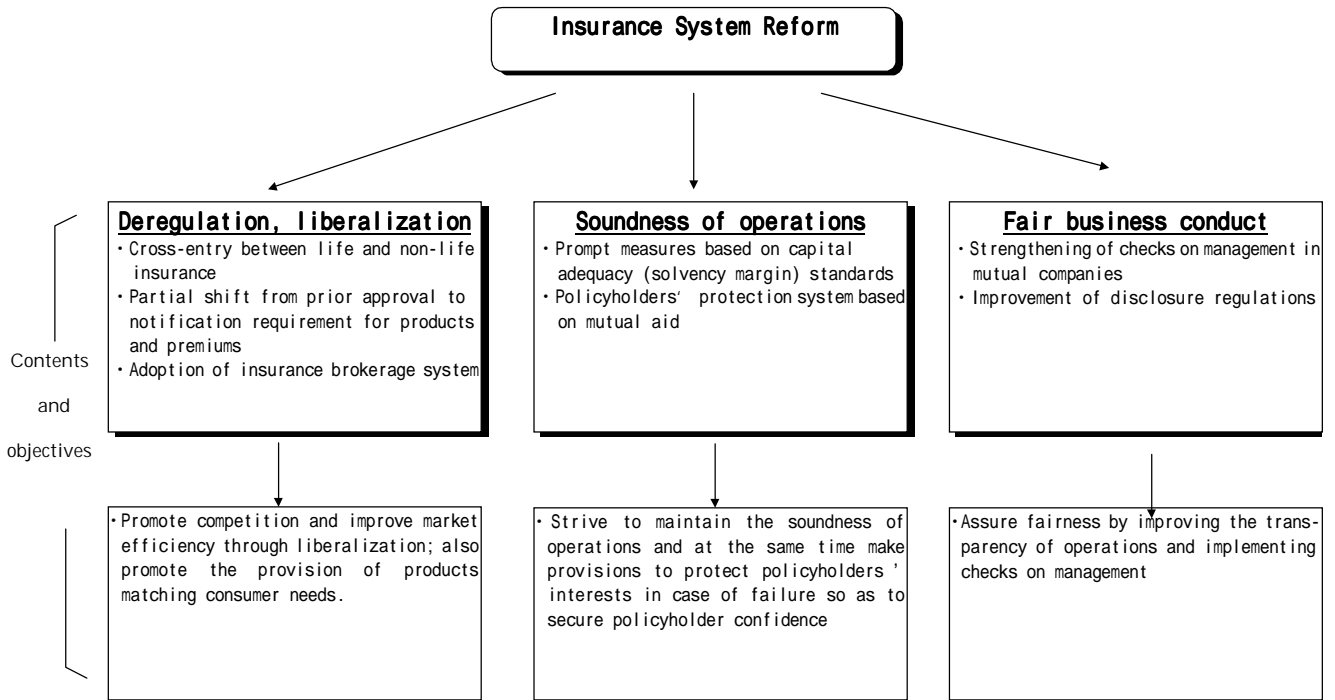 Insurance System Reform
Contents
and
objectives
Deregulation, liberalization
・Cross-entry between life and non-life
insurance
・Partial shift from prior approval to
notification requirement for products
and premiums
・Adoption of insurance brokerage system
Soundness of operations
・Prompt measures based on capital
adequacy (solvency margin) standards
・Policyholders‘ protection system based
on mutual aid
Fair business conduct
・Strengthening of checks on management in
mutual companies
・Improvement of disclosure regulations
・Promote competition and improve market
efficiency through liberalization; also
promote the provision of products
matching consumer needs.
・Strive to maintain the soundness of
operations and at the same time make
provisions to protect policyholders’
interests in case of failure so as to
secure policyholder confidence
・Assure fairness by improving the trans-
parency of operations and implementing
checks on management